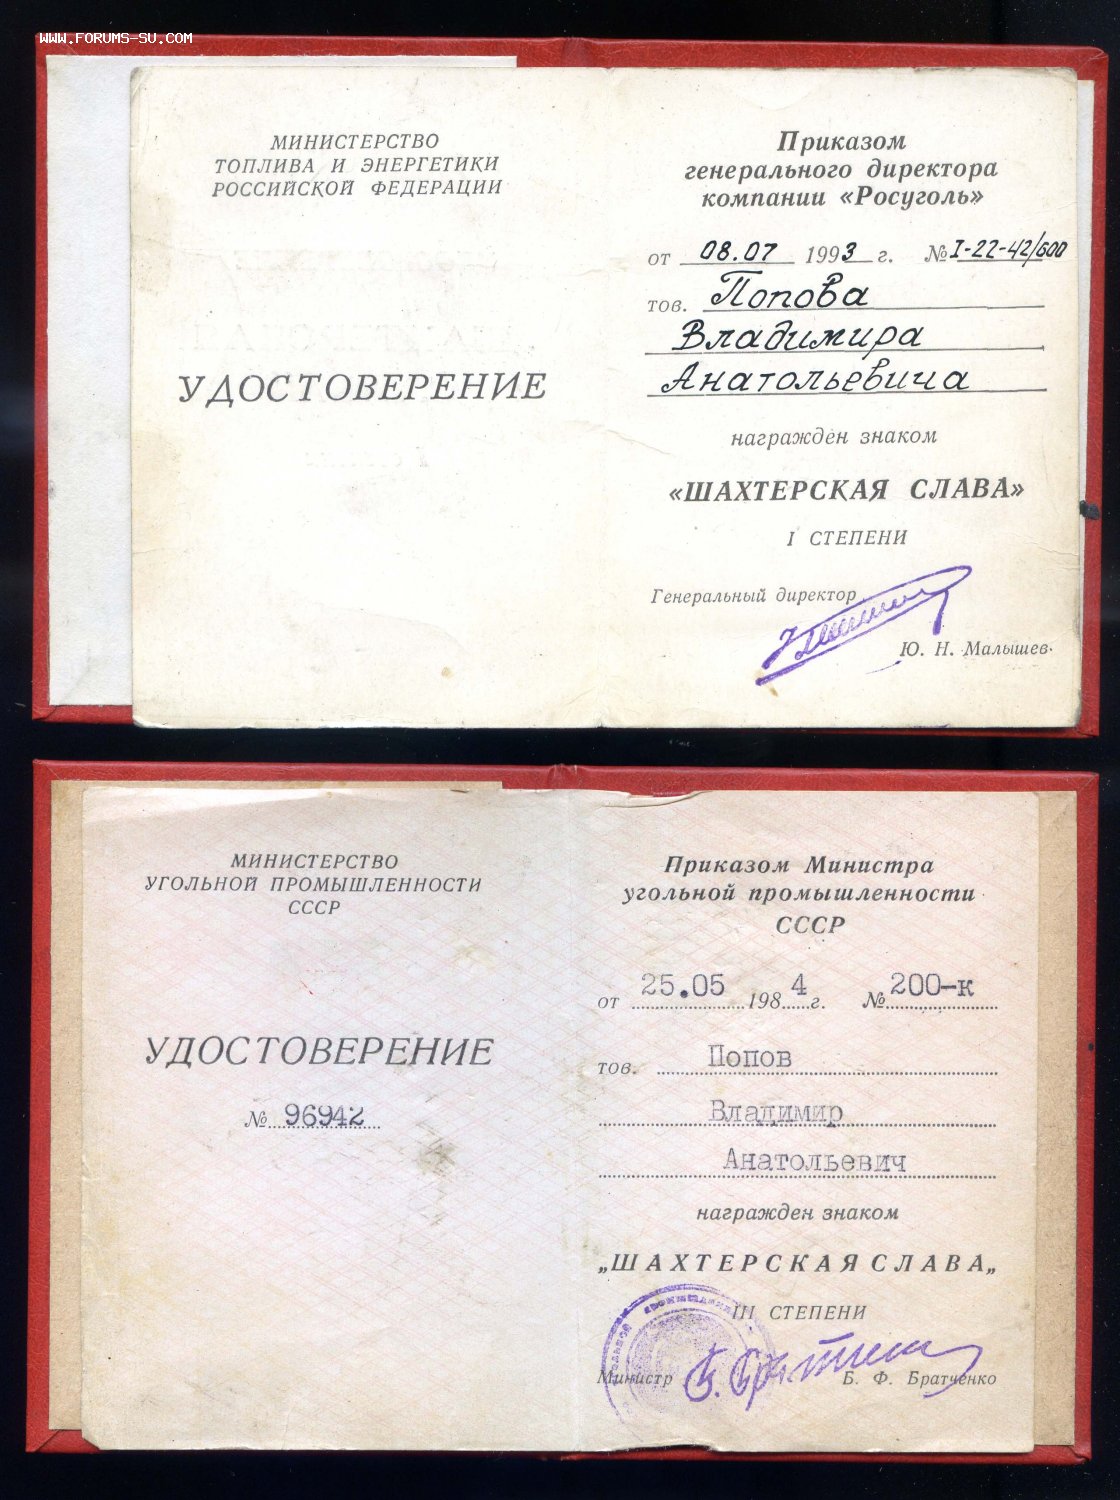 WWW.FORUMS-SU.COM
МИНИСТЕРСТВО
ТОПЛИВА И ЭНЕРГЕТИКИ
РОССИЙСКОЙ ФЕДЕРАЦИИ
УДОСТОВЕРЕНИЕ
Приказом
генерального директора
компании «Росуголь»
от 08.07 1993 г. № I-22-42/600
тов. Попова
Владимира
Анатольевича
награждён знаком
«ШАХТЕРСКАЯ СЛАВА»
I СТЕПЕНИ
Генеральный директор
Ю. Н. Малышев
МИНИСТЕРСТВО
УГОЛЬНОЙ ПРОМЫШЛЕННОСТИ
СССР
УДОСТОВЕРЕНИЕ
№ 96942
Приказом Министра
угольной промышленности
СССР
от 25.05 1984 г. № 200-к
тов. Попов
Владимир
Анатольевич
награжден знаком
„ШАХТЕРСКАЯ СЛАВА„
III СТЕПЕНИ
Министр Б. Ф. Братченко